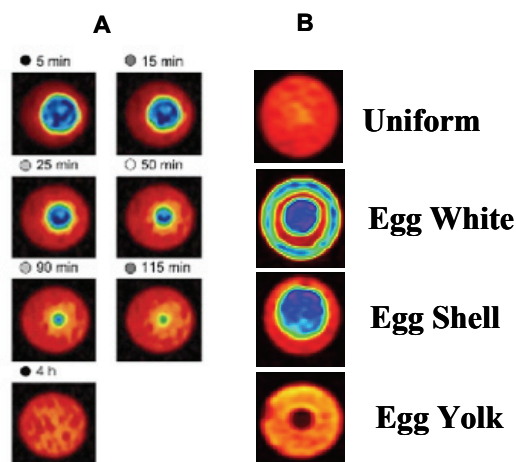 A
B
5 min
15 min
Uniform
25 min
50 min
Egg White
90 min
115 min
Egg Shell
4 h
Egg Yolk